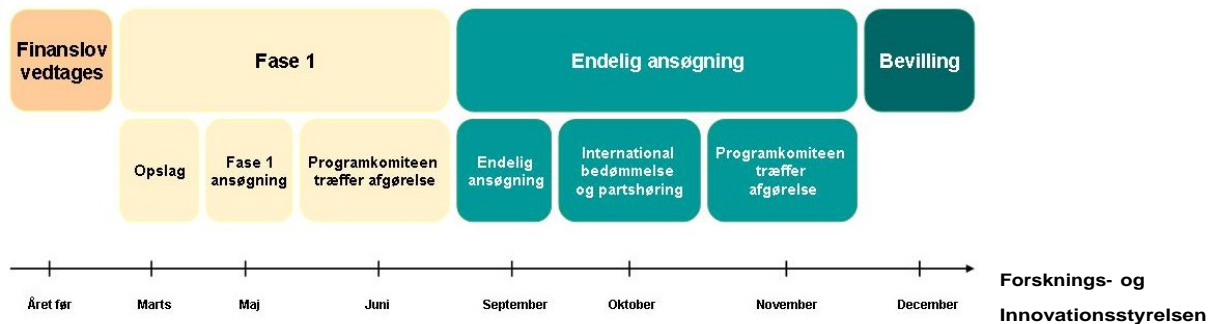 Finanslov
vedtages
Fase 1
Endelig ansøgning
Bevilling
Opslag
Fase 1
ansøgning
Programkomiteen
træffer afgørelse
Endelig
ansøgning
International
bedømmelse
og partshøring
Programkomiteen
træffer
afgørelse
Året før
Marts
Maj
Juni
September
Oktober
November
December
Forsknings- og
Innovationsstyrelsen